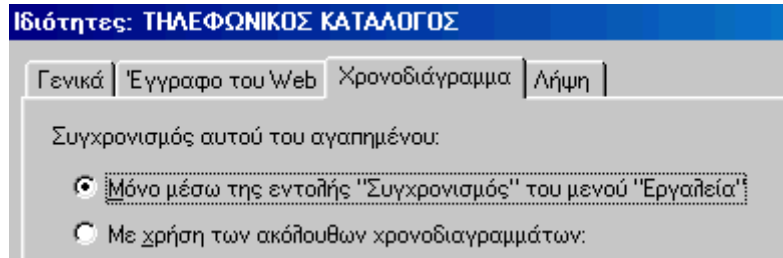 Ιδιότητες: ΤΗΛΕΦΩΝΙΚΟΣ ΚΑΤΑΛΟΓΟΣ
Γενικά Έγγραφο του Web Χρονοδιάγραμμα Λήψη
Συγχρονισμός αυτού του αγαπημένου:
Μόνο μέσω της εντολής "Συγχρονισμός" του μενού "Εργαλεία"
Με χρήση των ακόλουθων χρονοδιαγραμμάτων: